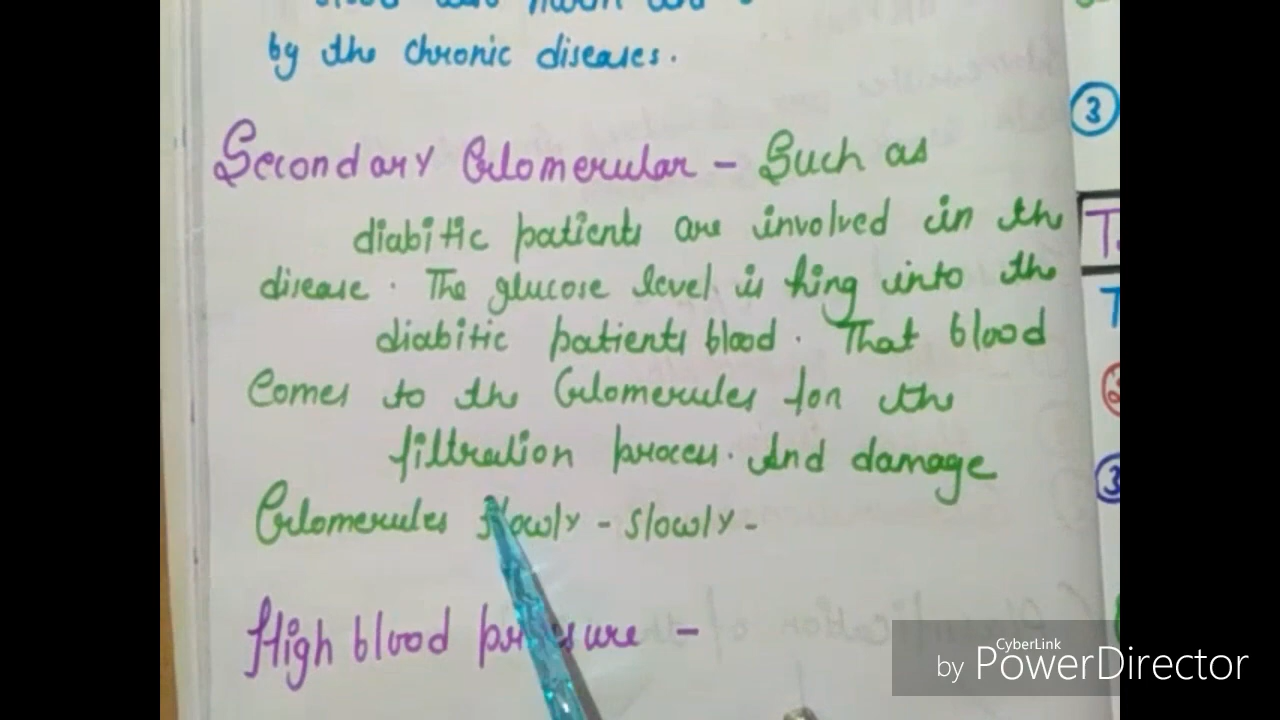 by the chronic diseases.
3
Secondary Glomerular - Such as
diabitic patients are involved in the
disease. The glucose level is hing into the
diabitic patients blood. That blood
Comes to the Glomerules for the
filtration process. And damage
Glomerules slowly - slowly -
High blood pressure -
CyberLink
by PowerDirector